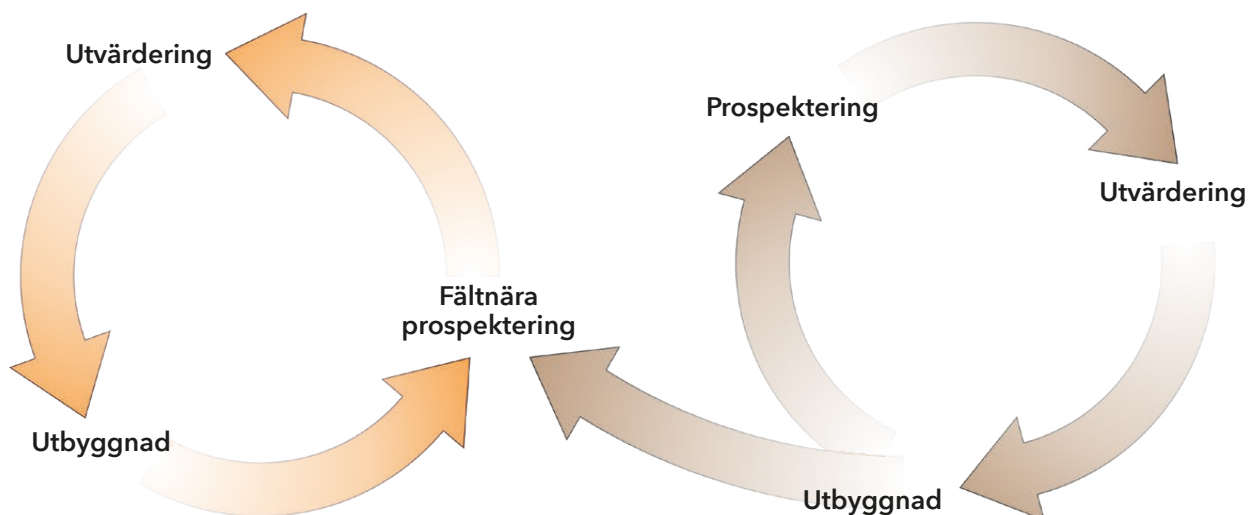 Utvärdering
Prospektering
Utvärdering
Fältnära
prospektering
Utbyggnad
Utbyggnad